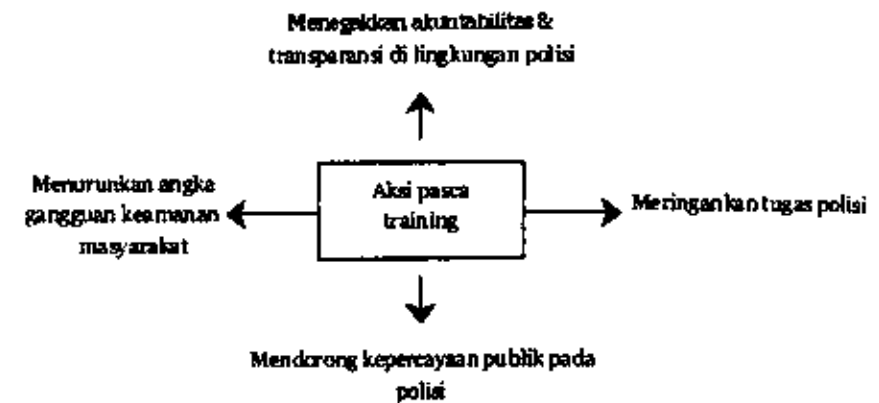 Menegakkan akuntabilitas &
transparansi di lingkungan polisi
Menurunkan angka
gangguan keamanan
masyarakat
Aksi pasca
training
Meringankan tugas polisi
Mendorong kepercayaan publik pada
polisi